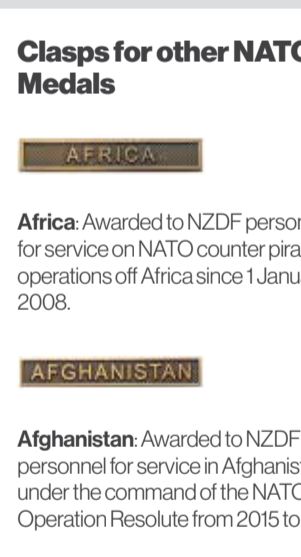 Clasps for other NATO
Medals
AFRICA
Africa: Awarded to NZDF person
for service on NATO counter pira
operations off Africa since 1 Janu
2008.
AFGHANISTAN
Afghanistan: Awarded to NZDF
personnel for service in Afghanis
under the command of the NATO
Operation Resolute from 2015 to